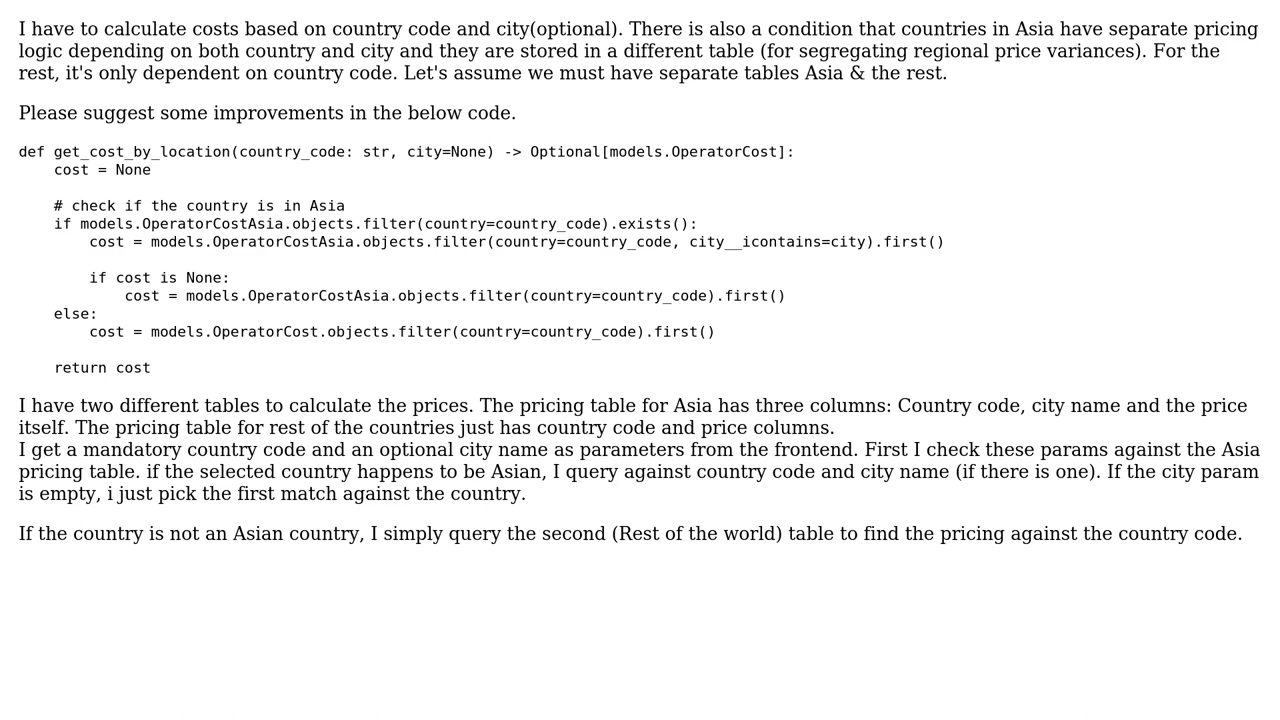 I have to calculate costs based on country code and city(optional). There is also a condition that countries in Asia have separate pricing
logic depending on both country and city and they are stored in a different table (for segregating regional price variances). For the
rest, it's only dependent on country code. Let's assume we must have separate tables Asia & the rest.
Please suggest some improvements in the below code.
def get_cost_by_location(country_code: str, city=None) -> Optional[models.OperatorCost]:
    cost = None
    # check if the country is in Asia
    if models.OperatorCostAsia.objects.filter(country=country_code).exists():
        cost = models.OperatorCostAsia.objects.filter(country=country_code, city__icontains=city).first()
        if cost is None:
            cost = models.OperatorCostAsia.objects.filter(country=country_code).first()
    else:
        cost = models.OperatorCost.objects.filter(country=country_code).first()
    return cost
I have two different tables to calculate the prices. The pricing table for Asia has three columns: Country code, city name and the price
itself. The pricing table for rest of the countries just has country code and price columns.
I get a mandatory country code and an optional city name as parameters from the frontend. First I check these params against the Asia
pricing table. if the selected country happens to be Asian, I query against country code and city name (if there is one). If the city param
is empty, i just pick the first match against the country.
If the country is not an Asian country, I simply query the second (Rest of the world) table to find the pricing against the country code.